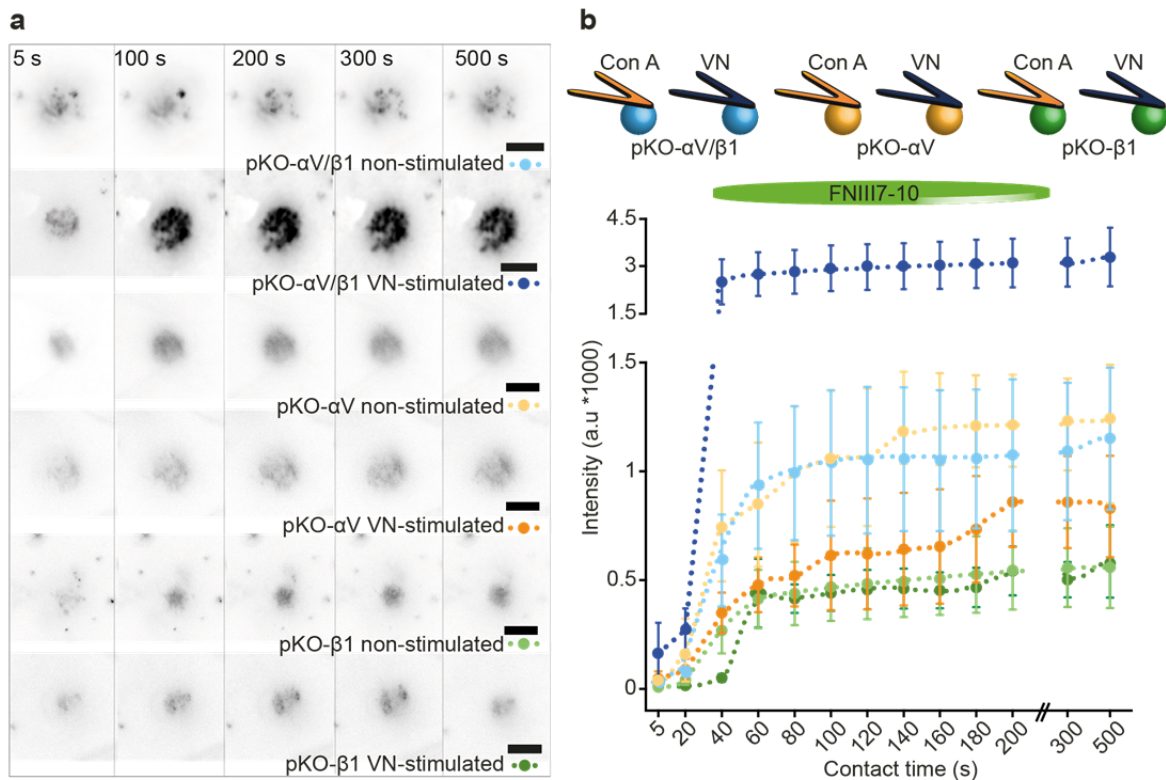 a
5 s 100 s 200 s 300 s 500 s
pKO-αV/β1 non-stimulated
pKO-αV/β1 VN-stimulated
pKO-αV non-stimulated
pKO-αV VN-stimulated
pKO-β1 non-stimulated
pKO-β1 VN-stimulated
b
Con A VN Con A VN Con A VN
pKO-αV/β1 pKO-αV pKO-β1
FNIII7-10
4.5
3
1.5
1.5
1
0.5
0
Intensity (a.u *1000)
5 20 40 60 80 100 120 140 160 180 200 300 500
Contact time (s)